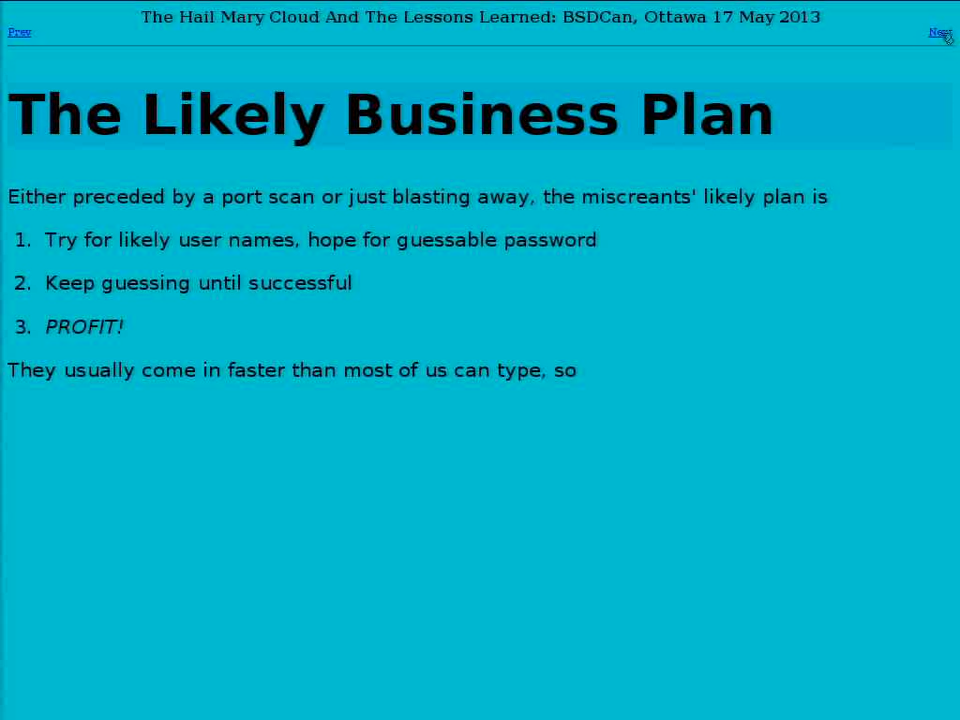 The Hail Mary Cloud And The Lessons Learned: BSDCan, Ottawa 17 May 2013
Prev
Next
The Likely Business Plan
Either preceded by a port scan or just blasting away, the miscreants' likely plan is
1. Try for likely user names, hope for guessable password
2. Keep guessing until successful
3. PROFIT!
They usually come in faster than most of us can type, so